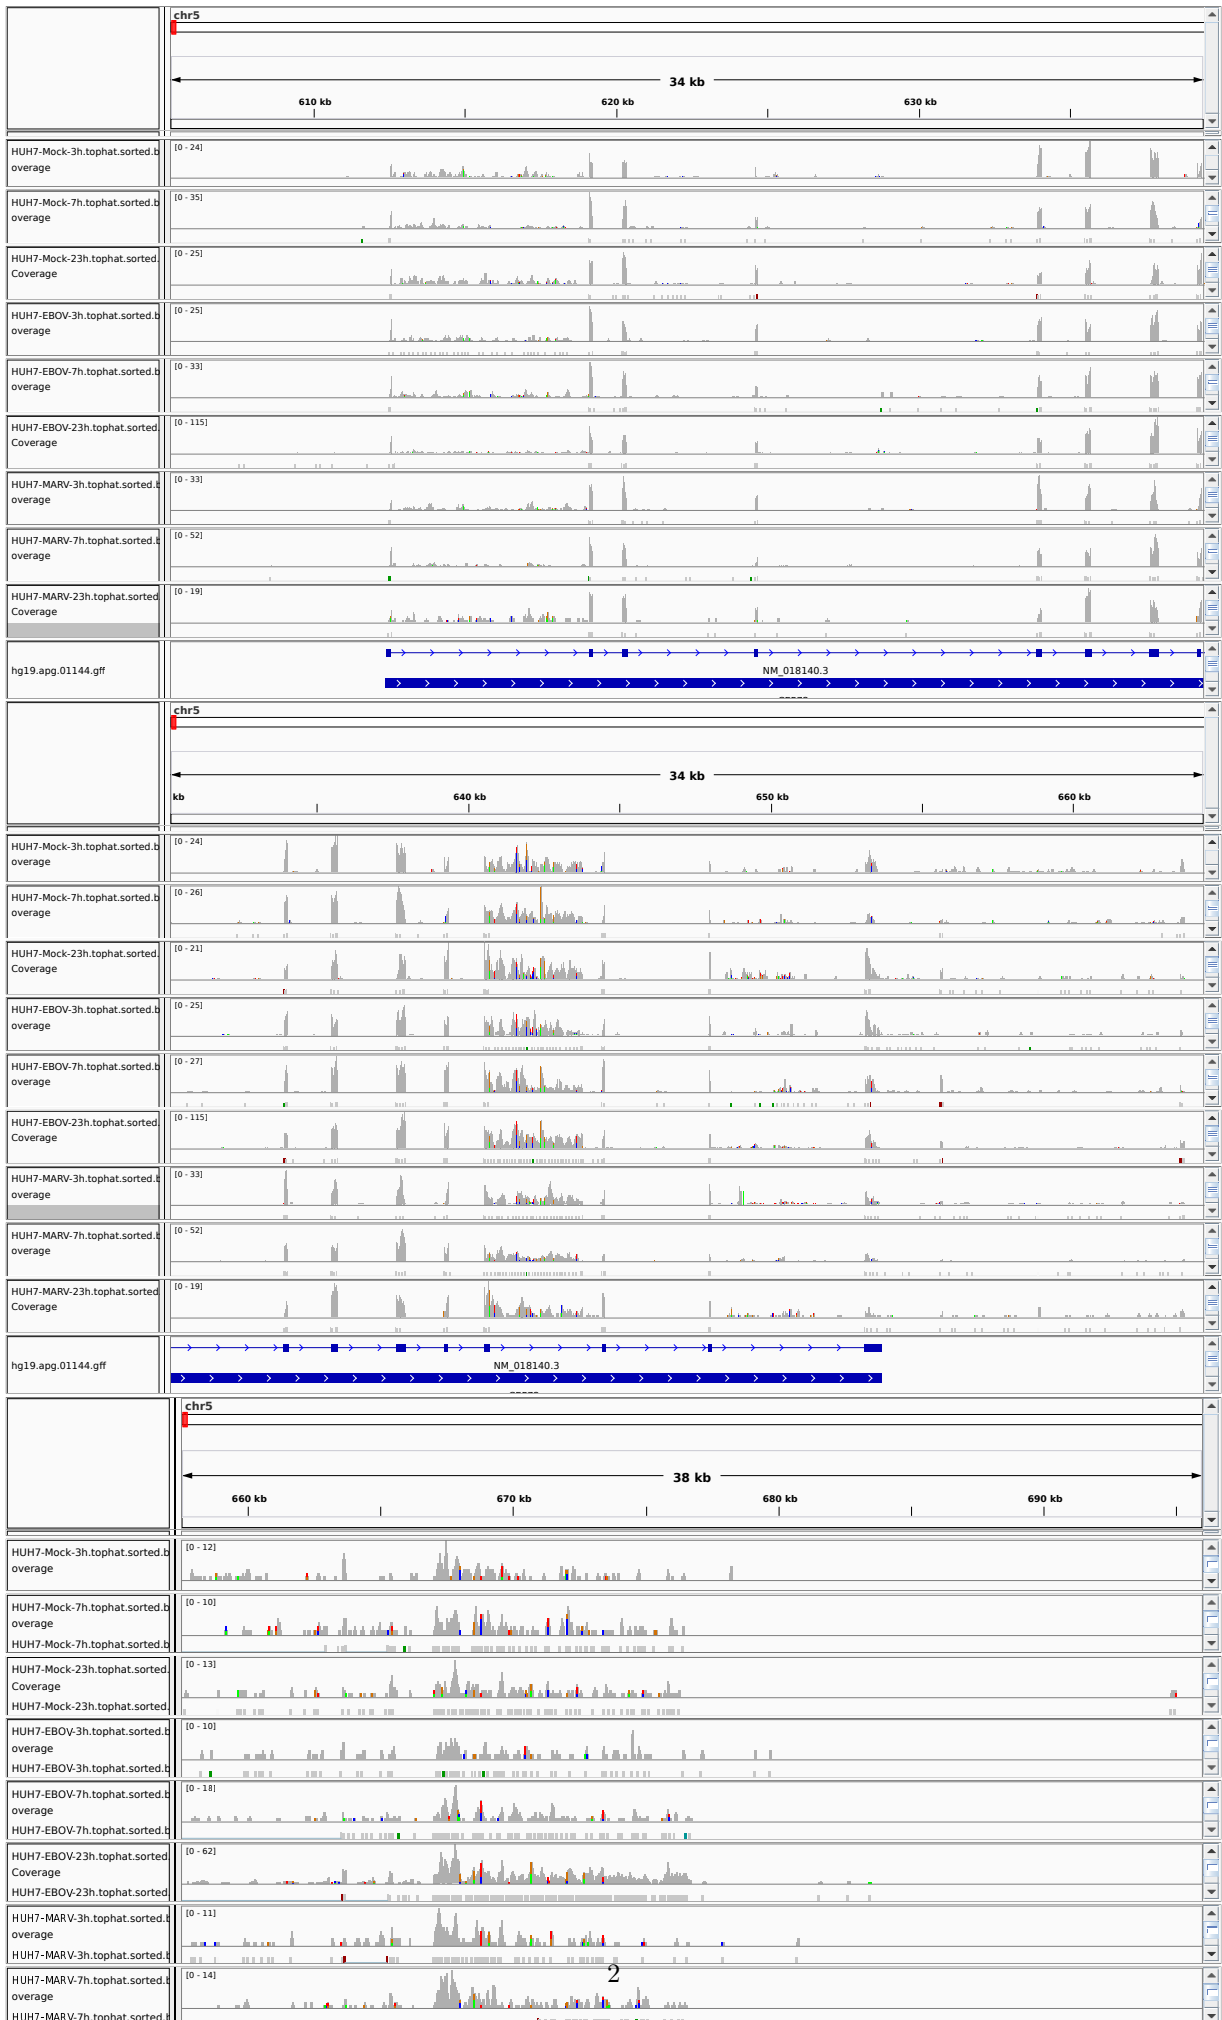 chr5
34 kb
610 kb 620 kb 630 kb
HUH7-Mock-3h.tophat.sorted.b [0 - 24]
overage
HUH7-Mock-7h.tophat.sorted.b [0 - 35]
overage
HUH7-Mock-23h.tophat.sorted. [0 - 25]
Coverage
HUH7-EBOV-3h.tophat.sorted.b [0 - 25]
overage
HUH7-EBOV-7h.tophat.sorted.b [0 - 33]
overage
HUH7-EBOV-23h.tophat.sorted. [0 - 115]
Coverage
HUH7-MARV-3h.tophat.sorted.b [0 - 33]
overage
HUH7-MARV-7h.tophat.sorted.b [0 - 52]
overage
HUH7-MARV-23h.tophat.sorted [0 - 19]
Coverage
hg19.apg.01144.gff NM_018140.3
chr5
34 kb
kb 640 kb 650 kb 660 kb
HUH7-Mock-3h.tophat.sorted.b [0 - 24]
overage
HUH7-Mock-7h.tophat.sorted.b [0 - 26]
overage
HUH7-Mock-23h.tophat.sorted. [0 - 21]
Coverage
HUH7-EBOV-3h.tophat.sorted.b [0 - 25]
overage
HUH7-EBOV-7h.tophat.sorted.b [0 - 27]
overage
HUH7-EBOV-23h.tophat.sorted. [0 - 115]
Coverage
HUH7-MARV-3h.tophat.sorted.b [0 - 33]
overage
HUH7-MARV-7h.tophat.sorted.b [0 - 52]
overage
HUH7-MARV-23h.tophat.sorted [0 - 19]
Coverage
hg19.apg.01144.gff NM_018140.3
chr5
38 kb
660 kb 670 kb 680 kb 690 kb
HUH7-Mock-3h.tophat.sorted.b [0 - 12]
overage
HUH7-Mock-7h.tophat.sorted.b [0 - 10]
overage
HUH7-Mock-7h.tophat.sorted.b
HUH7-Mock-23h.tophat.sorted. [0 - 13]
Coverage
HUH7-Mock-23h.tophat.sorted.
HUH7-EBOV-3h.tophat.sorted.b [0 - 10]
overage
HUH7-EBOV-3h.tophat.sorted.b
HUH7-EBOV-7h.tophat.sorted.b [0 - 18]
overage
HUH7-EBOV-7h.tophat.sorted.b
HUH7-EBOV-23h.tophat.sorted. [0 - 62]
Coverage
HUH7-EBOV-23h.tophat.sorted.
HUH7-MARV-3h.tophat.sorted.b [0 - 11]
overage
HUH7-MARV-3h.tophat.sorted.b
HUH7-MARV-7h.tophat.sorted.b [0 - 14]
2
overage
HUH7-MARV-7h.tophat.sorted.b